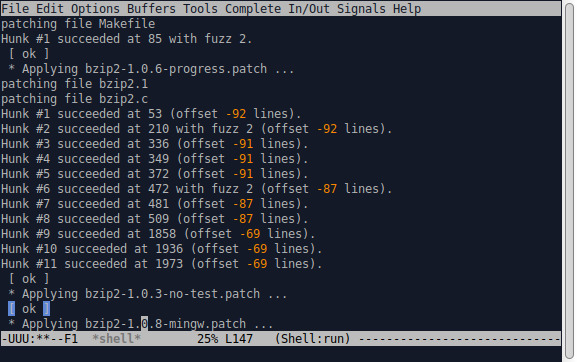 File Edit Options Buffers Tools Complete In/Out Signals Help
patching file Makefile
Hunk #1 succeeded at 85 with fuzz 2.
 [ ok ]
 * Applying bzip2-1.0.6-progress.patch ...
patching file bzip2.1
patching file bzip2.c
Hunk #1 succeeded at 53 (offset -92 lines).
Hunk #2 succeeded at 210 with fuzz 2 (offset -92 lines).
Hunk #3 succeeded at 336 (offset -91 lines).
Hunk #4 succeeded at 349 (offset -91 lines).
Hunk #5 succeeded at 372 (offset -91 lines).
Hunk #6 succeeded at 472 with fuzz 2 (offset -87 lines).
Hunk #7 succeeded at 481 (offset -87 lines).
Hunk #8 succeeded at 509 (offset -87 lines).
Hunk #9 succeeded at 1858 (offset -69 lines).
Hunk #10 succeeded at 1936 (offset -69 lines).
Hunk #11 succeeded at 1973 (offset -69 lines).
 [ ok ]
 * Applying bzip2-1.0.3-no-test.patch ...
 [ ok ]
 * Applying bzip2-1.0.8-mingw.patch ...
-UUU:**--F1  *shell*        25% L147   (Shell:run) -----------------------------